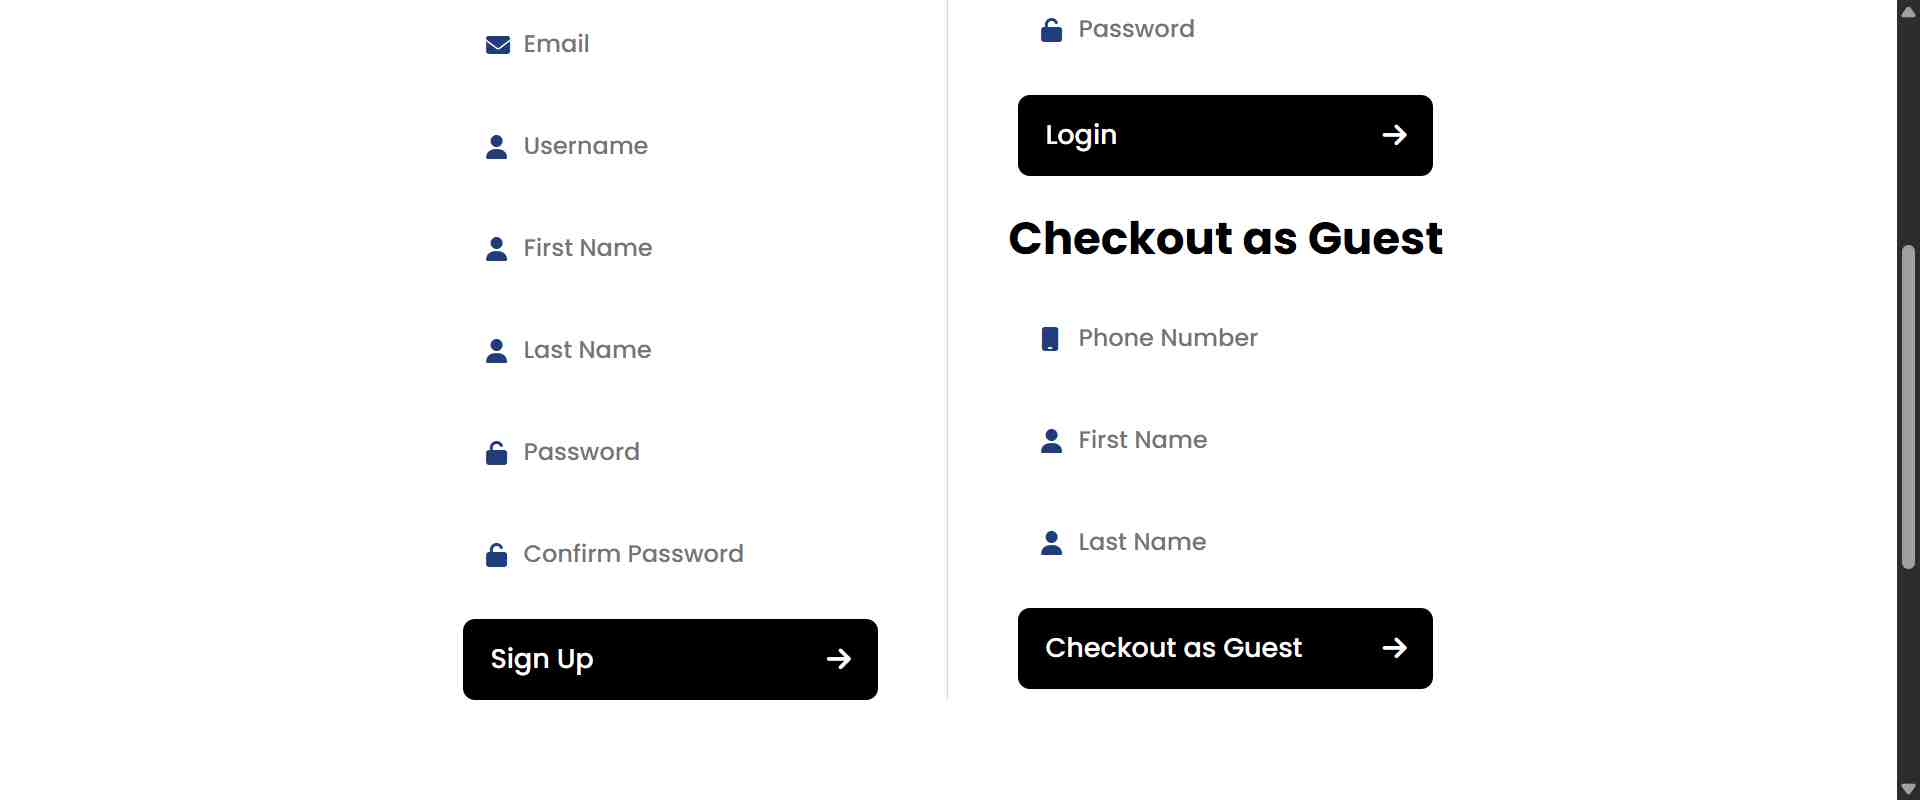 Email
Username
First Name
Last Name
Password
Confirm Password
Sign Up
Password
Login
Checkout as Guest
Phone Number
First Name
Last Name
Checkout as Guest